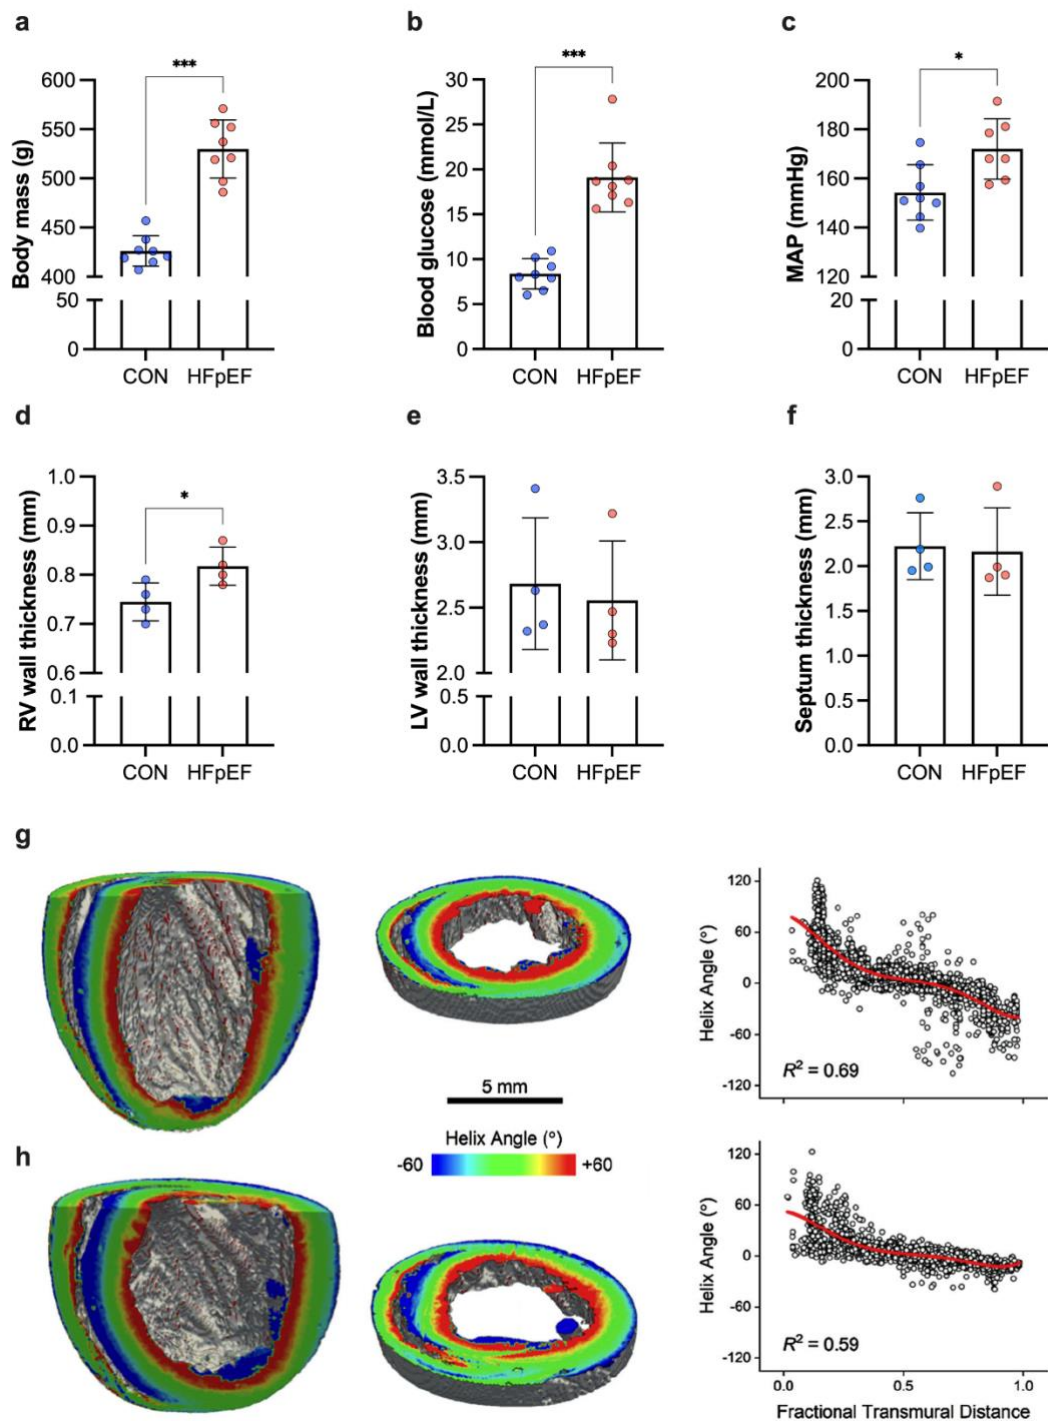 a
b
c
***
***
*
Body mass (g)
600
550
500
450
400
50
0
CON HFpEF
Blood glucose (mmol/L)
30
25
20
15
10
5
0
CON HFpEF
MAP (mmHg)
200
180
160
140
120
20
0
CON HFpEF
d
e
f
*
RV wall thickness (mm)
1.0
0.9
0.8
0.7
0.6
0.1
0.0
CON HFpEF
LV wall thickness (mm)
3.5
3.0
2.5
2.0
0.5
0.0
CON HFpEF
Septum thickness (mm)
3.0
2.5
2.0
1.5
1.0
0.5
0.0
CON HFpEF
g
5 mm
Helix Angle (°)
-60 +60
Helix Angle (°)
120
60
0
-60
-120
R² = 0.69
0.0 0.5 1.0
h
Helix Angle (°)
120
60
0
-60
-120
R² = 0.59
0.0 0.5 1.0
Fractional Transmural Distance